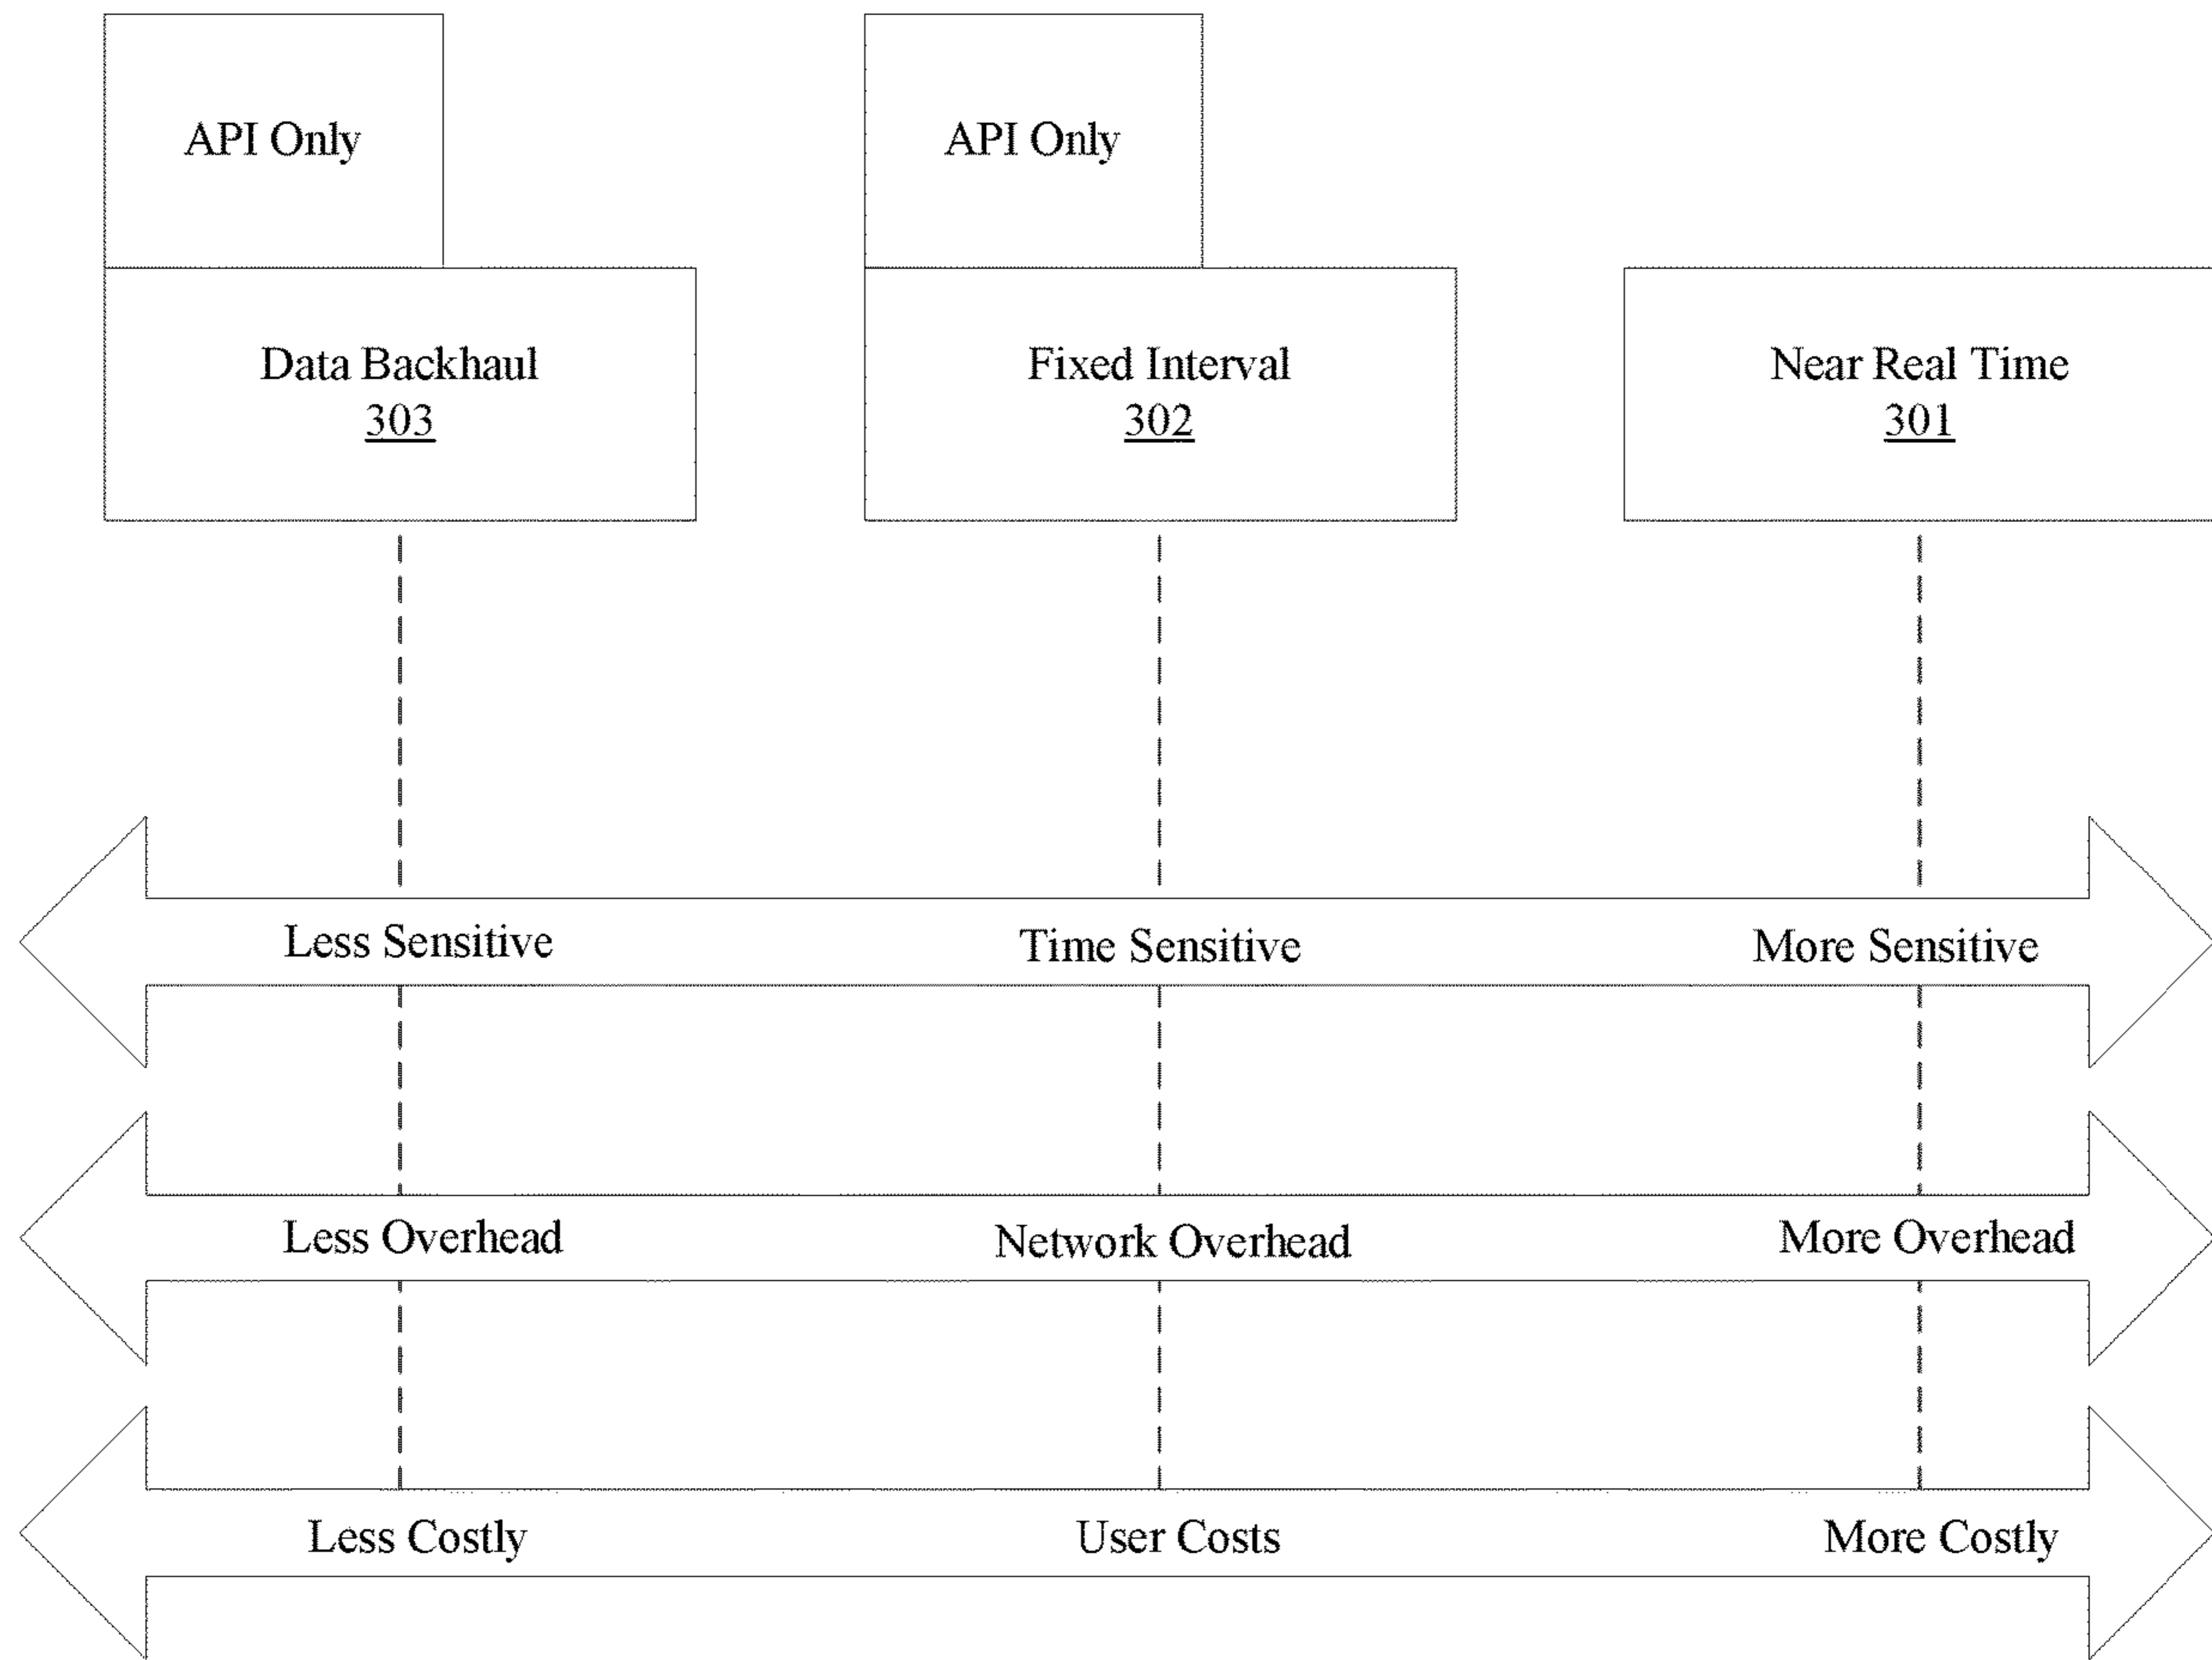 API Only
API Only
Data Backhaul
303
Fixed Interval
302
Near Real Time
301
Less Sensitive
Time Sensitive
More Sensitive
Less Overhead
Network Overhead
More Overhead
Less Costly
User Costs
More Costly